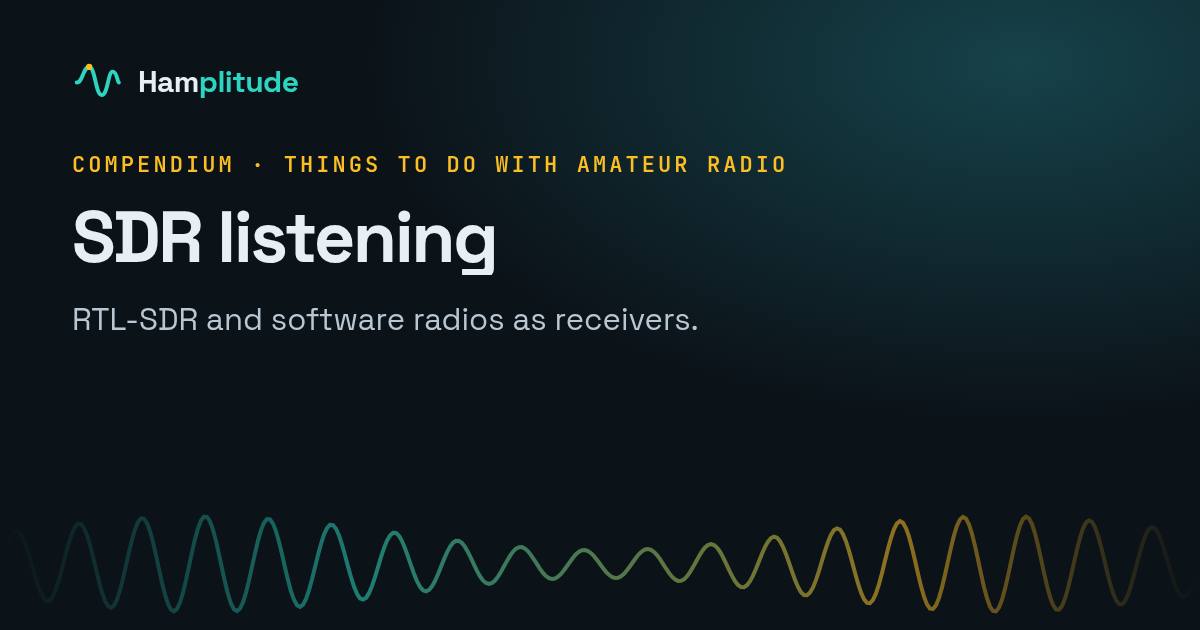 Hamplitude
COMPENDIUM · THINGS TO DO WITH AMATEUR RADIO
SDR listening
RTL-SDR and software radios as receivers.